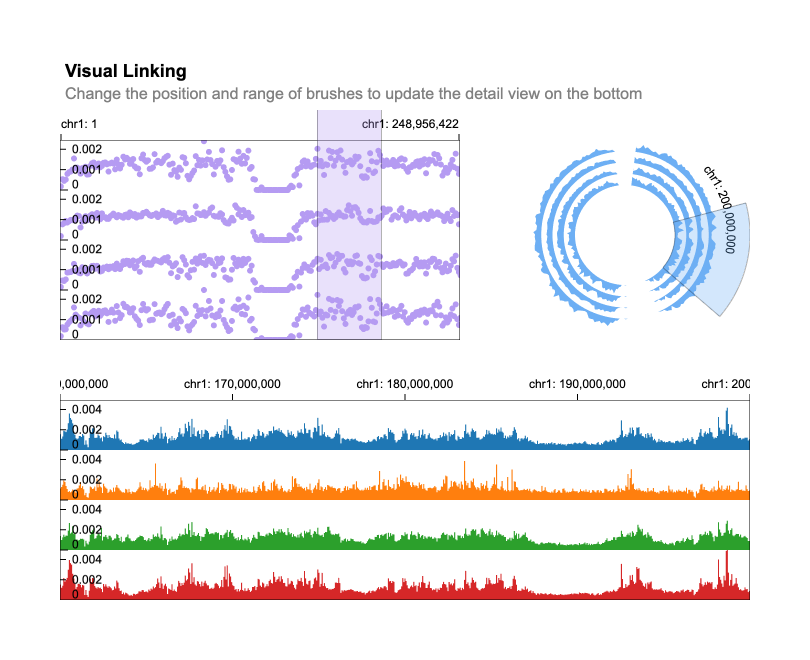 Visual Linking
Change the position and range of brushes to update the detail view on the bottom
chr1: 1
chr1: 248,956,422
0.002
0.001
0
0.002
0.001
0
0.002
0.001
0
0.002
0.001
0
chr1: 200,000,000
0,000,000
chr1: 170,000,000
chr1: 180,000,000
chr1: 190,000,000
chr1: 200
0.004
0.002
0
0.004
0.002
0
0.004
0.002
0
0.004
0.002
0